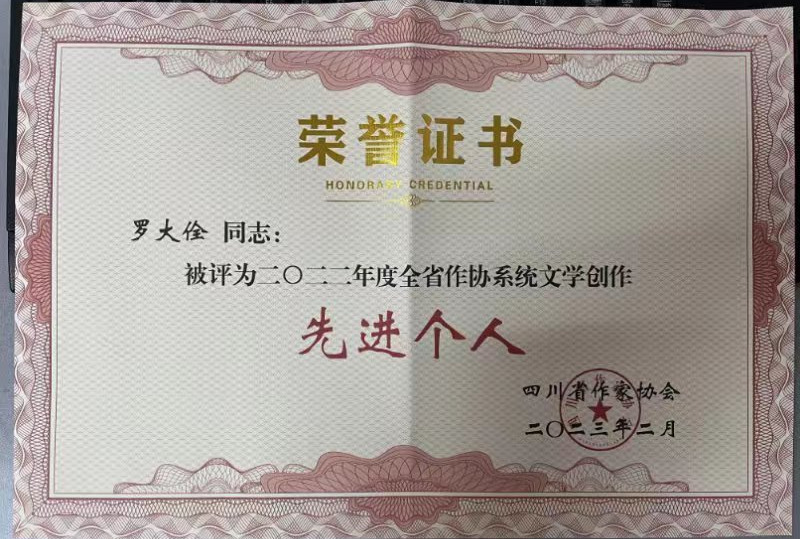 荣誉证书
HONORARY CREDENTIAL
罗大佺 同志：
被评为二〇二二年度全省作协系统文学创作
先进个人
四川省作家协会
二〇二三年二月